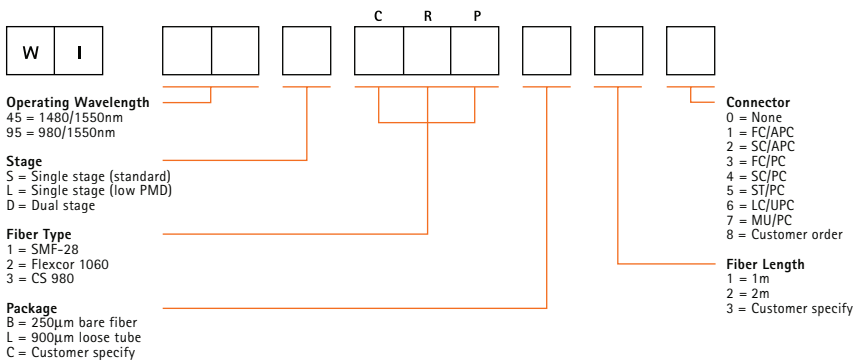 C R P
W I
Operating Wavelength
45 = 1480/1550nm
95 = 980/1550nm
Stage
S = Single stage (standard)
L = Single stage (low PMD)
D = Dual stage
Fiber Type
1 = SMF-28
2 = Flexcor 1060
3 = CS 980
Package
B = 250µm bare fiber
L = 900µm loose tube
C = Customer specify
Connector
0 = None
1 = FC/APC
2 = SC/APC
3 = FC/PC
4 = SC/PC
5 = ST/PC
6 = LC/UPC
7 = MU/PC
8 = Customer order
Fiber Length
1 = 1m
2 = 2m
3 = Customer specify